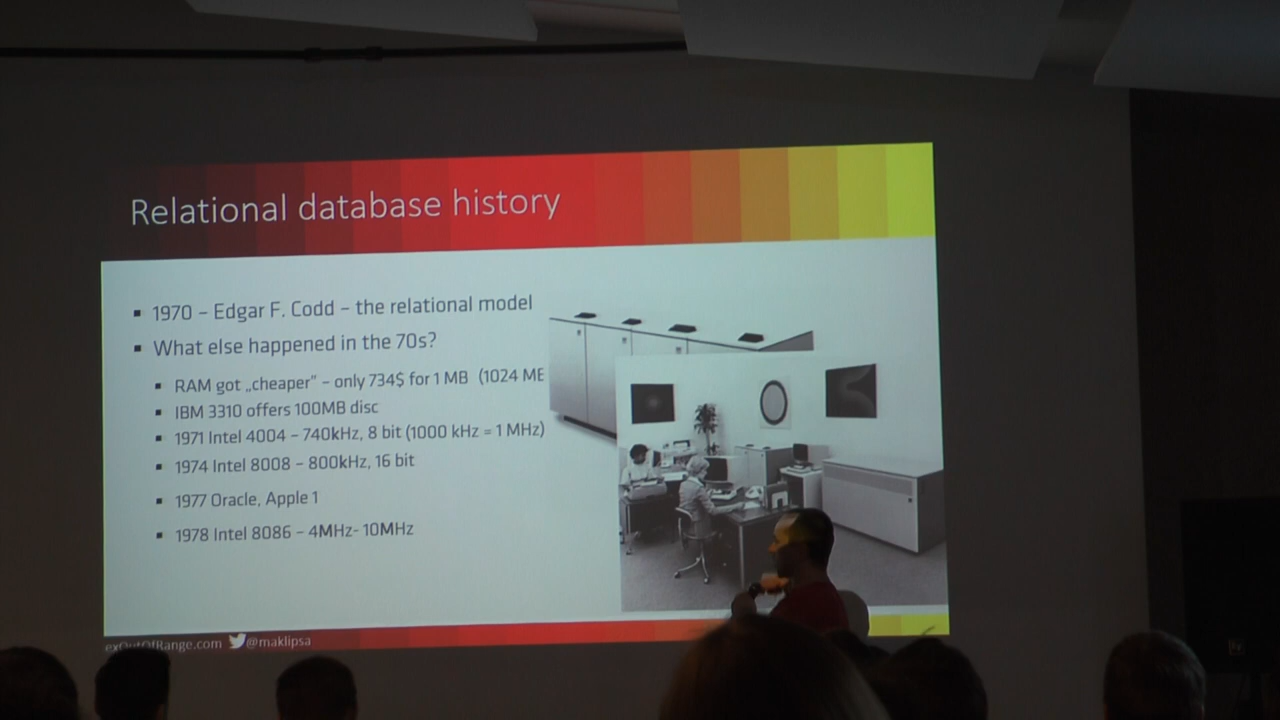 Relational database history
1970 – Edgar F. Codd – the relational model
What else happened in the 70s?
RAM got „cheaper" – only 734$ for 1 MB (1024 ME
IBM 3310 offers 100MB disc
1971 Intel 4004 – 740kHz, 8 bit (1000 kHz = 1 MHz)
1974 Intel 8008 – 800kHz, 16 bit
1977 Oracle, Apple 1
1978 Intel 8086 – 4MHz- 10MHz
exOutOfRange.com @maklipsa